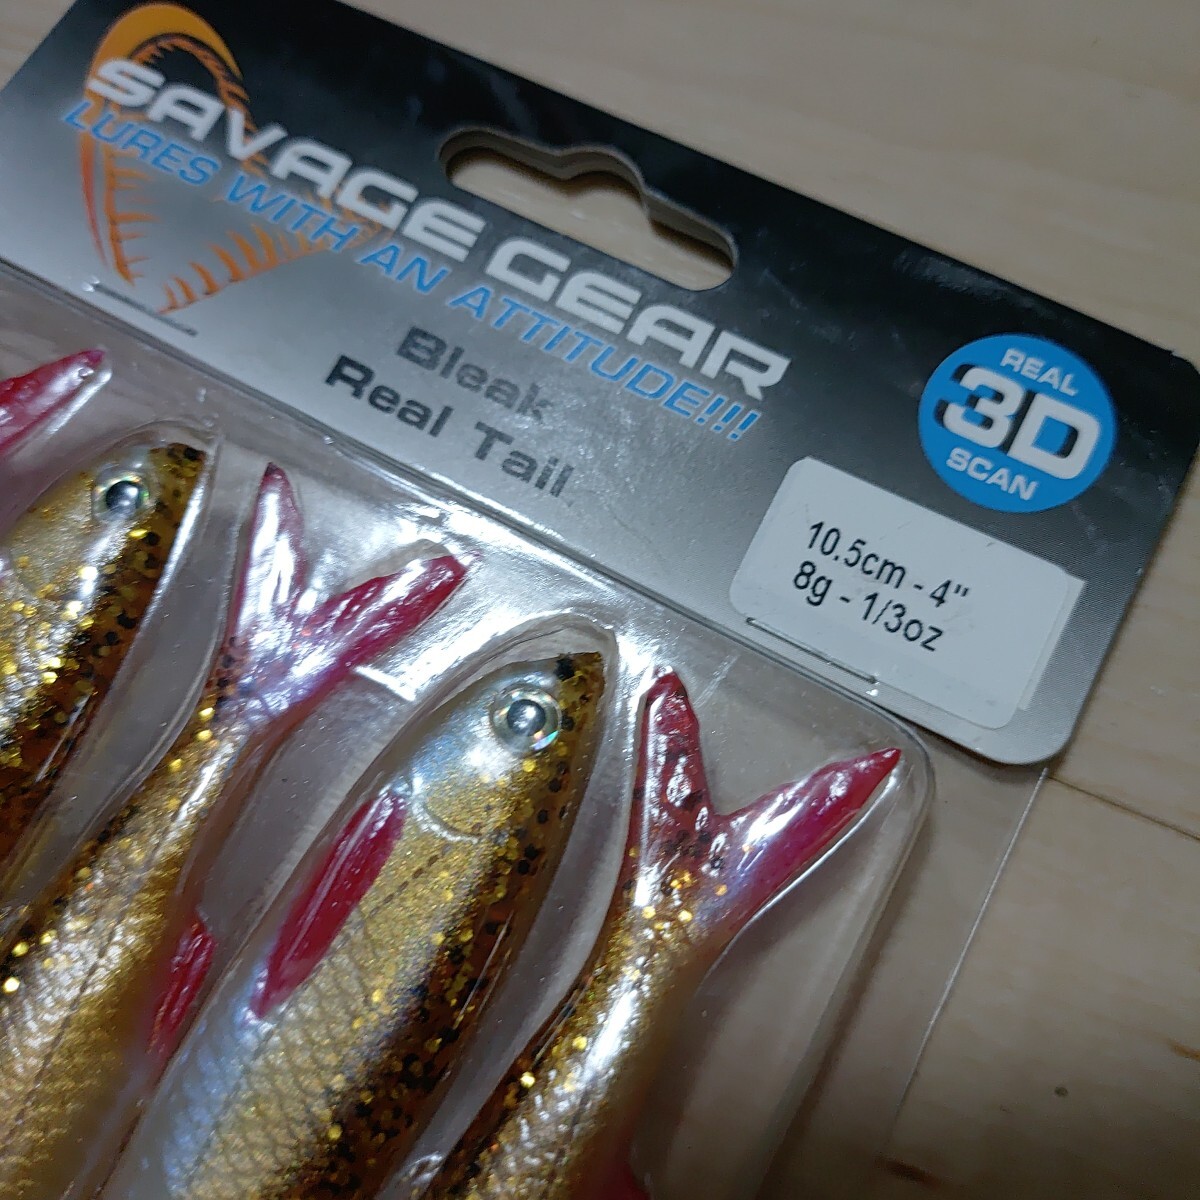 SAVAGE GEAR
LURES WITH AN ATTITUDE!!!
Bleak
Real Tail
REAL
3D
SCAN
10.5cm - 4"
8g - 1/3oz